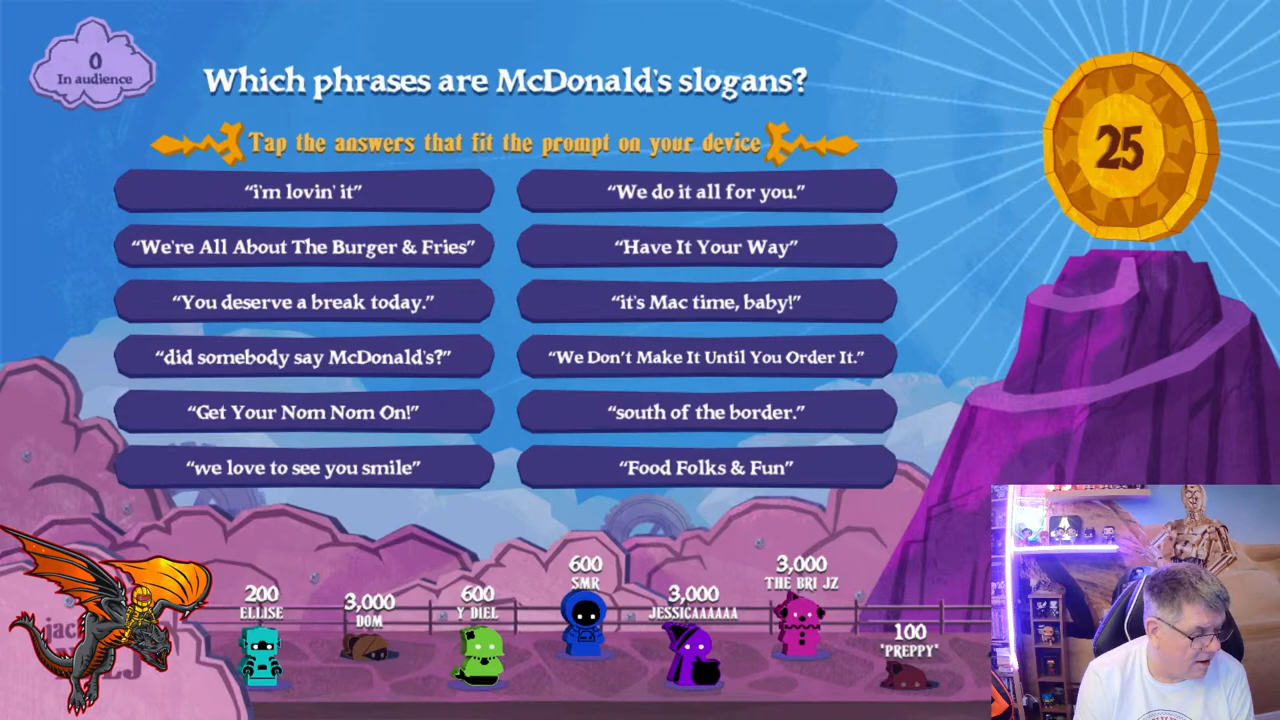 0
In audience
Which phrases are McDonald's slogans?
Tap the answers that fit the prompt on your device
25
"i'm lovin' it"
"We do it all for you."
"We're All About The Burger & Fries"
"Have It Your Way"
"You deserve a break today."
"it's Mac time, baby!"
"did somebody say McDonald's?"
"We Don't Make It Until You Order It."
"Get Your Nom Nom On!"
"south of the border."
"we love to see you smile"
"Food Folks & Fun"
200
ELLISE
3,000
DOM
600
Y DIEL
600
SMR
3,000
JESSICAAAAAA
3,000
THE BRI JZ
100
"PREPPY"